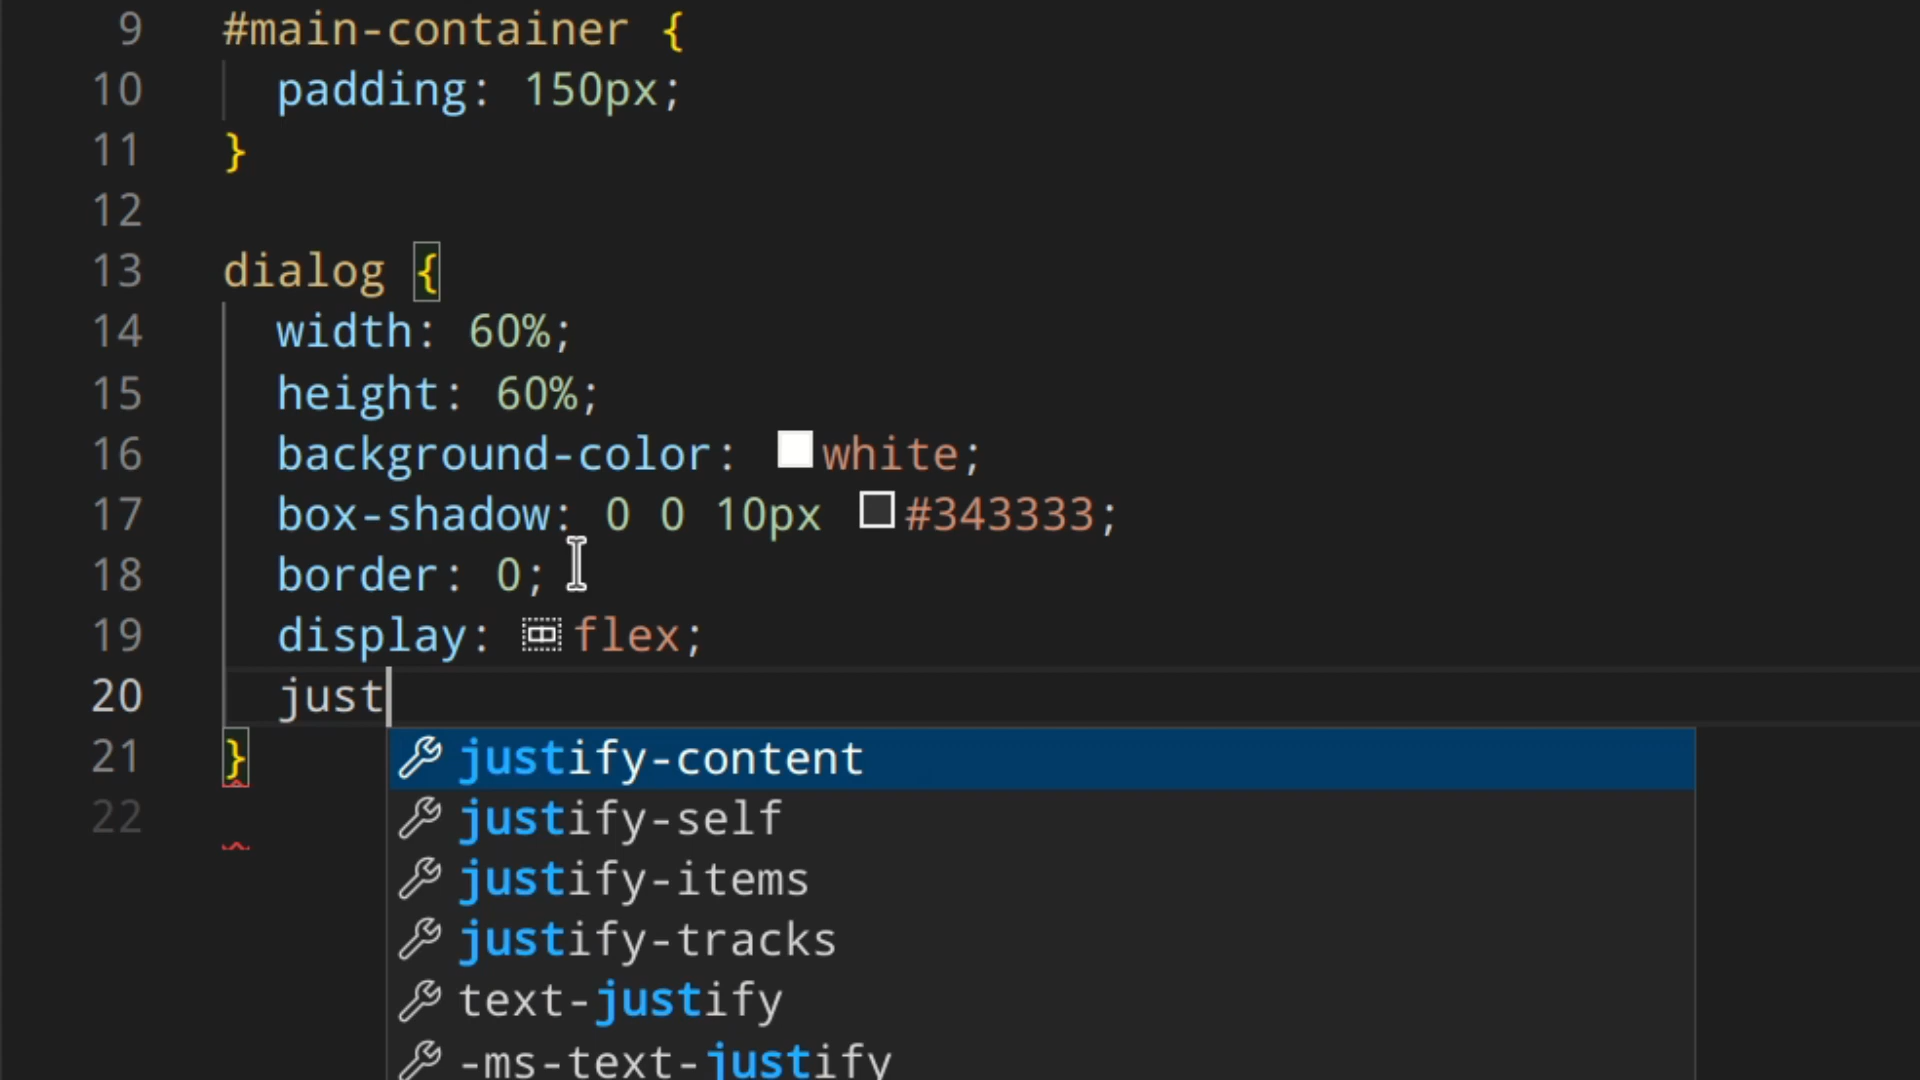 9 #main-container {
10 padding: 150px;
11 }
12
13 dialog {
14 width: 60%;
15 height: 60%;
16 background-color: white;
17 box-shadow: 0 0 10px #343333;
18 border: 0;
19 display: flex;
20 just
21 }
22
justify-content
justify-self
justify-items
justify-tracks
text-justify
-ms-text-justify